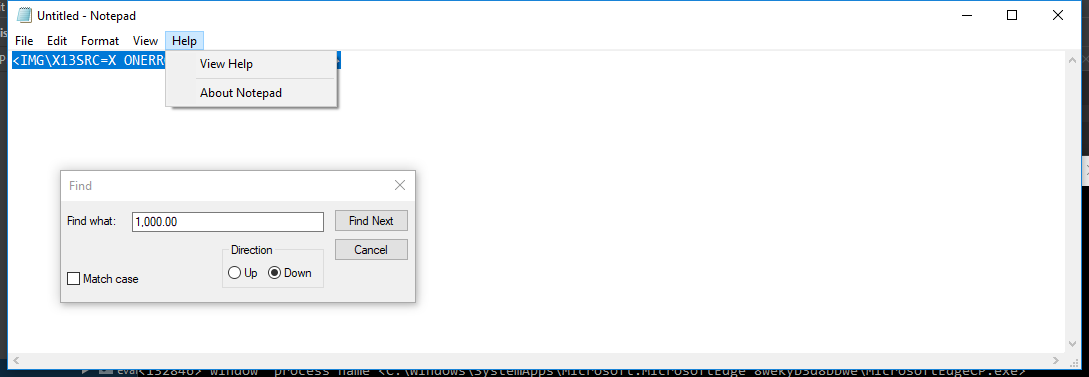 Untitled - Notepad
File Edit Format View Help
<IMG\X13SRC=X ONERR
View Help
About Notepad
Find
Find what: 1,000.00 Find Next
Direction Cancel
Match case Up Down
<132846> window process name <C:\Windows\SystemApps\Microsoft.MicrosoftEdge_8wekyb3d8bbwe\MicrosoftEdgeCP.exe>